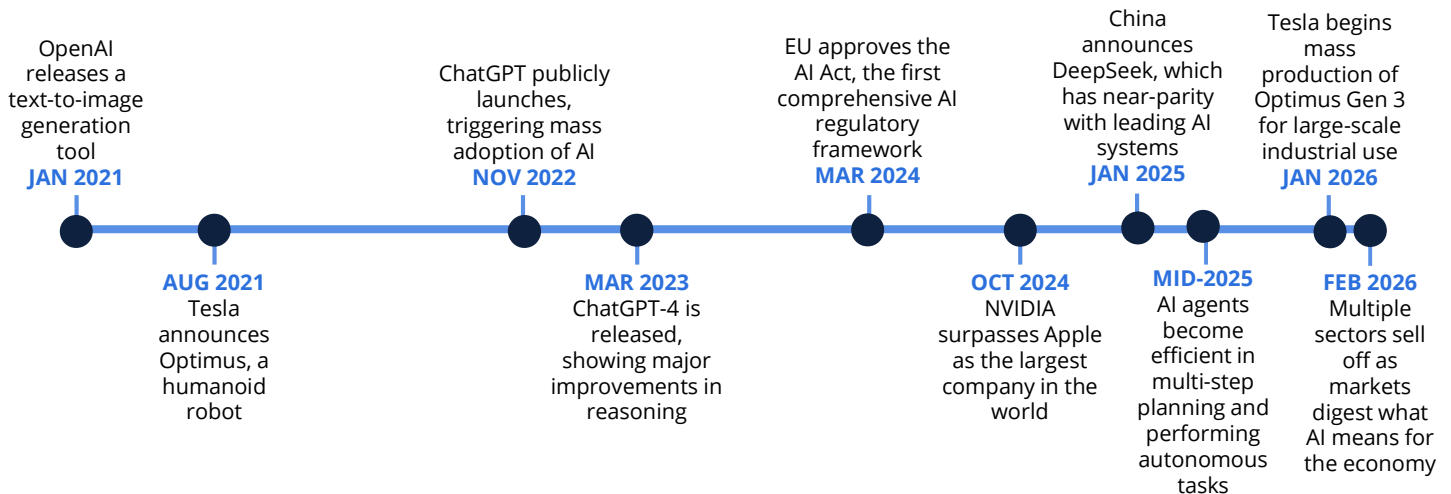 OpenAI
releases a
text-to-image
generation
tool
JAN 2021
AUG 2021
Tesla
announces
Optimus, a
humanoid
robot
ChatGPT publicly
launches,
triggering mass
adoption of AI
NOV 2022
MAR 2023
ChatGPT-4 is
released,
showing major
improvements in
reasoning
EU approves the
AI Act, the first
comprehensive AI
regulatory
framework
MAR 2024
OCT 2024
NVIDIA
surpasses Apple
as the largest
company in the
world
China
announces
DeepSeek, which
has near-parity
with leading AI
systems
JAN 2025
MID-2025
AI agents
become
efficient in
multi-step
planning and
performing
autonomous
tasks
Tesla begins
mass
production of
Optimus Gen 3
for large-scale
industrial use
JAN 2026
FEB 2026
Multiple
sectors sell
off as
markets
digest what
AI means for
the economy